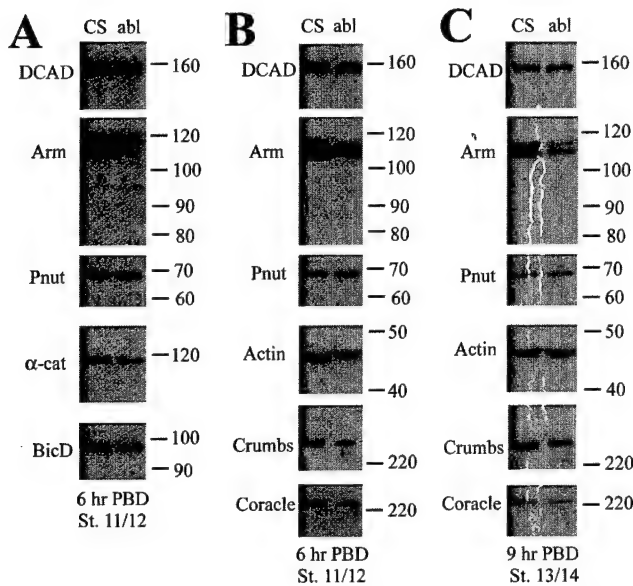 A
CS abl
DCAD
160
Arm
120
100
90
80
Pnut
70
60
α-cat
120
BicD
100
90
6 hr PBD
St. 11/12
B
CS abl
DCAD
160
Arm
120
100
90
80
Pnut
70
60
Actin
50
40
Crumbs
220
Coracle
220
6 hr PBD
St. 11/12
C
CS abl
DCAD
160
Arm
120
100
90
80
Pnut
70
60
Actin
50
40
Crumbs
220
Coracle
220
9 hr PBD
St. 13/14